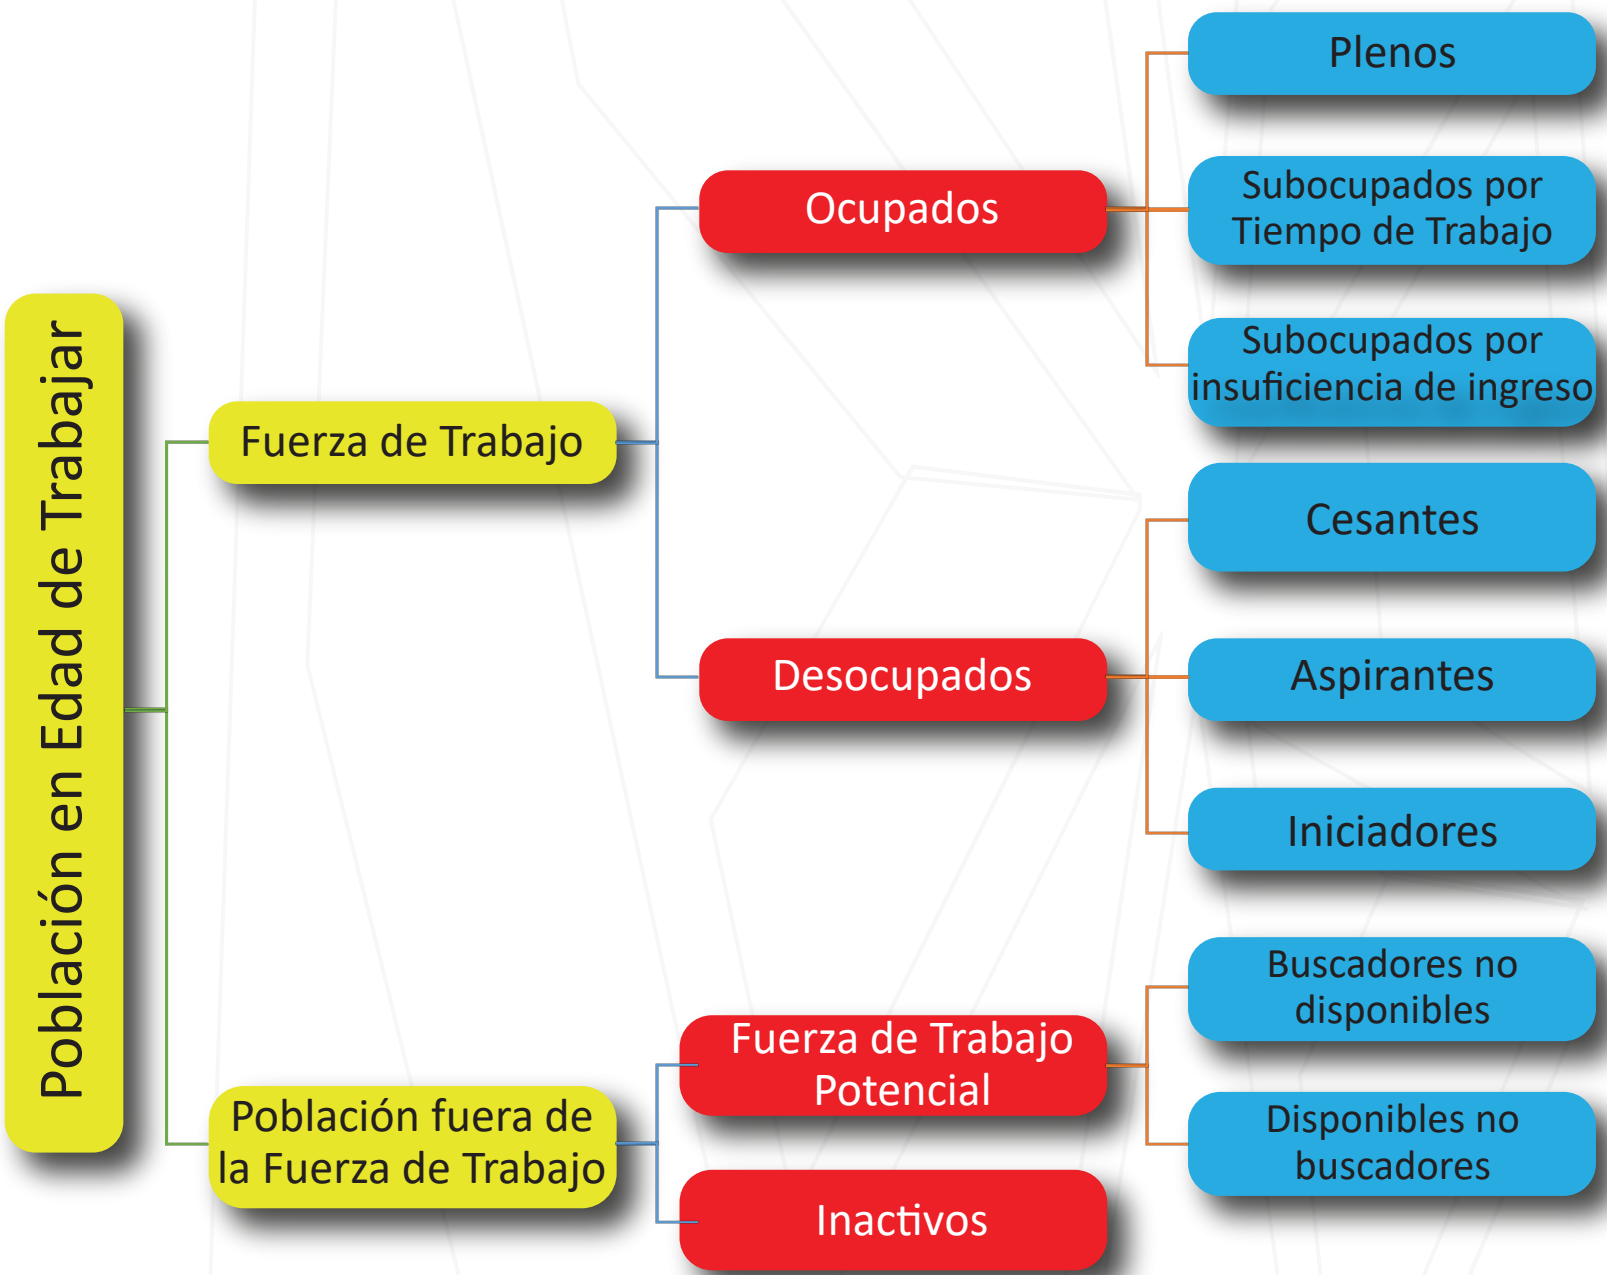 Población en Edad de Trabajar
Fuerza de Trabajo
Ocupados
Plenos
Subocupados por
Tiempo de Trabajo
Subocupados por
insuficiencia de ingreso
Desocupados
Cesantes
Aspirantes
Iniciadores
Población fuera de
la Fuerza de Trabajo
Fuerza de Trabajo
Potencial
Buscadores no
disponibles
Disponibles no
buscadores
Inactivos